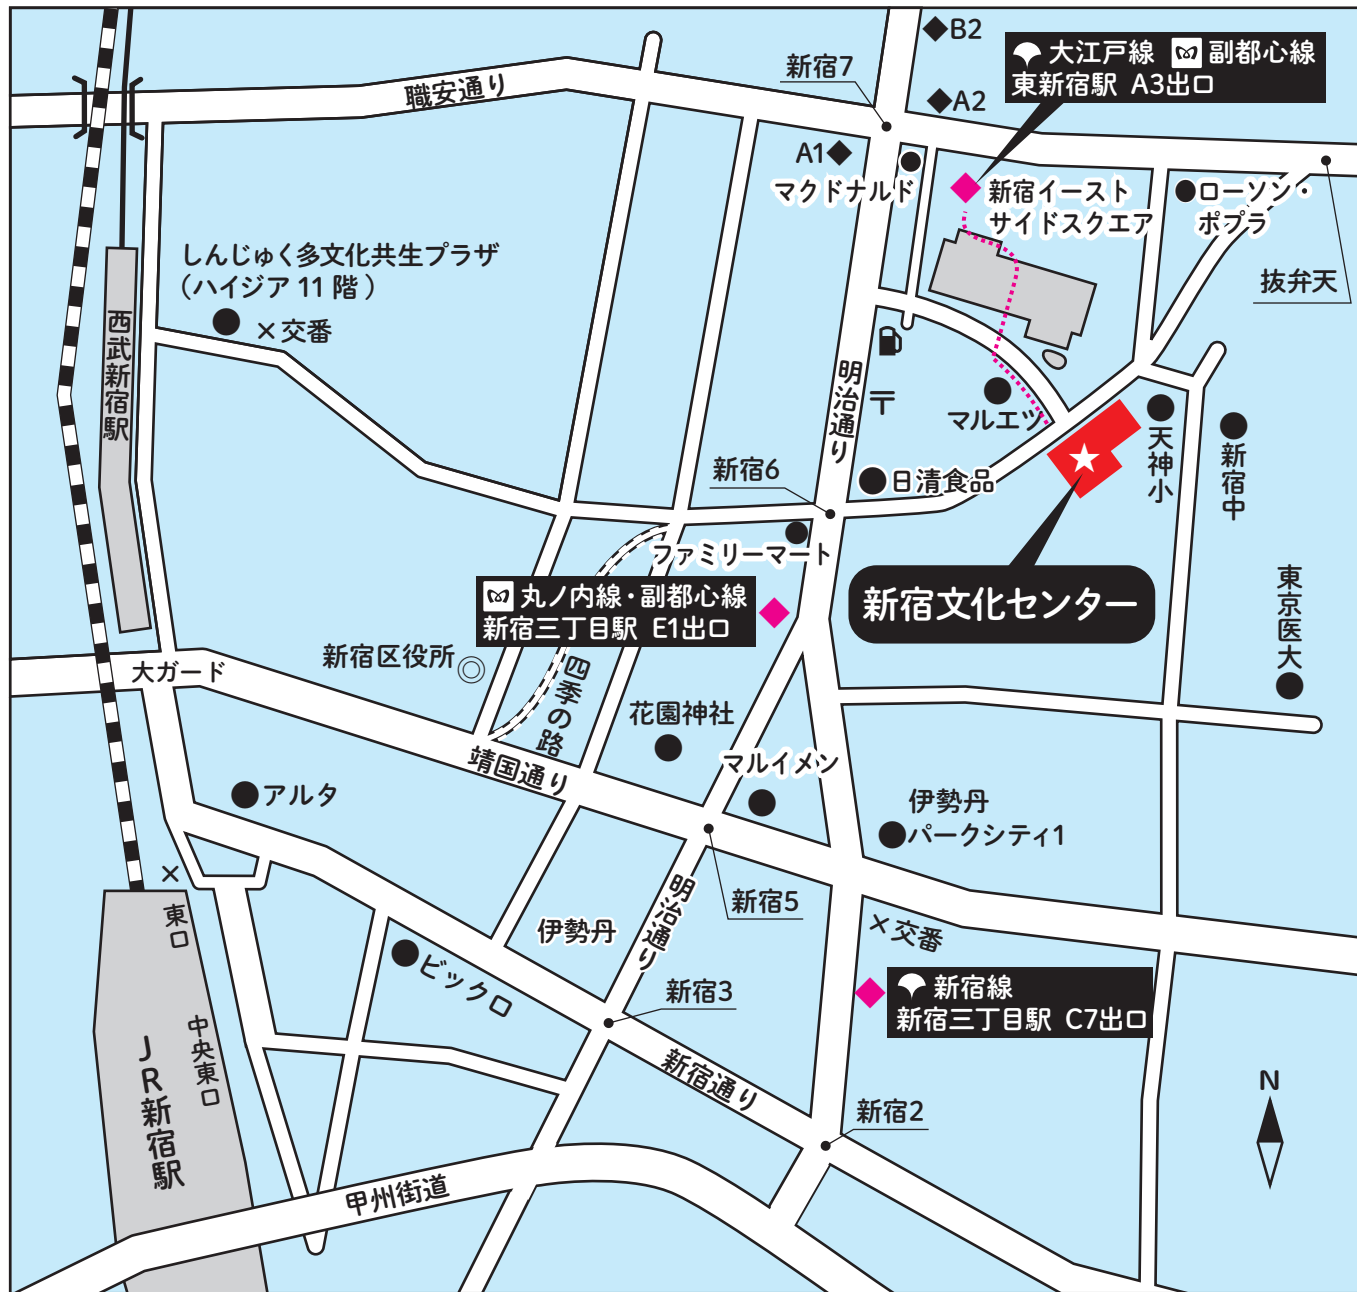 B2
大江戸線 副都心線
東新宿駅 A3出口
新宿7
職安通り
A2
A1
マクドナルド
新宿イースト
サイドスクエア
ローソン・
ポプラ
抜弁天
しんじゅく多文化共生プラザ
(ハイジア 11 階 )
×交番
西武新宿駅
明治通り
〒
マルエツ
天神小
新宿中
新宿6
日清食品
ファミリーマート
丸ノ内線・副都心線
新宿三丁目駅 E1出口
新宿文化センター
東京医大
新宿区役所
大ガード
四季の路
花園神社
靖国通り
マルイメン
アルタ
伊勢丹
パークシティ1
×
東口
明治通り
新宿5
伊勢丹
×交番
ビックロ
新宿3
新宿線
新宿三丁目駅 C7出口
中央東口
JR新宿駅
新宿通り
新宿2
N
甲州街道